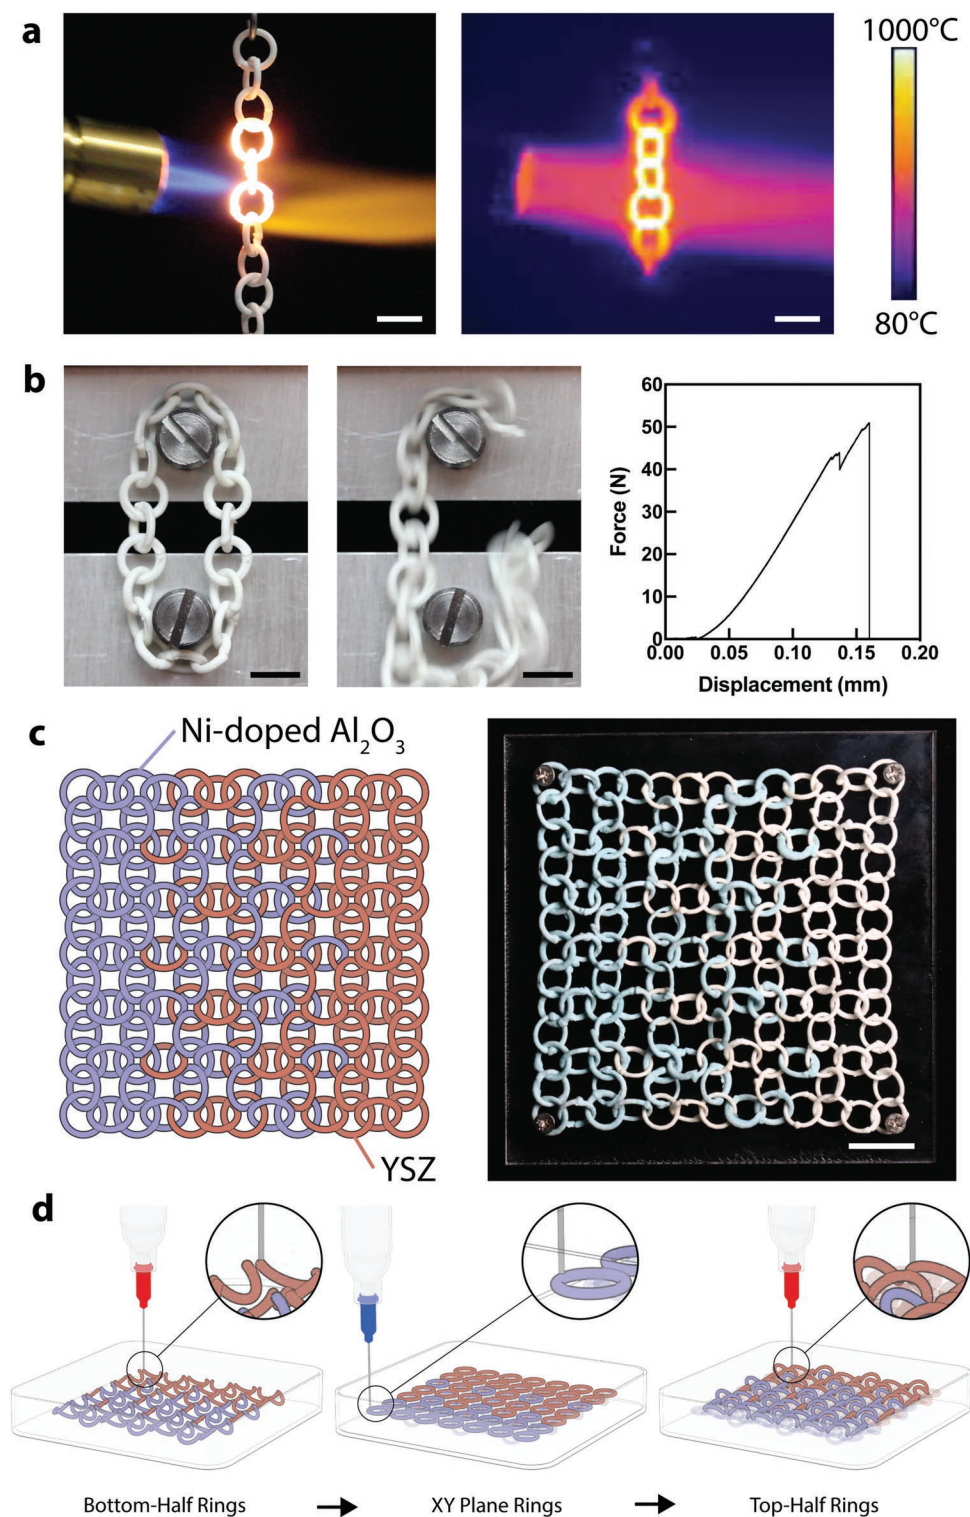 a
1000°C
80°C
b
60
50
40
30
20
10
0
0.00 0.05 0.10 0.15 0.20
Force (N)
Displacement (mm)
c
Ni-doped Al₂O₃
YSZ
d
Bottom-Half Rings → XY Plane Rings → Top-Half Rings